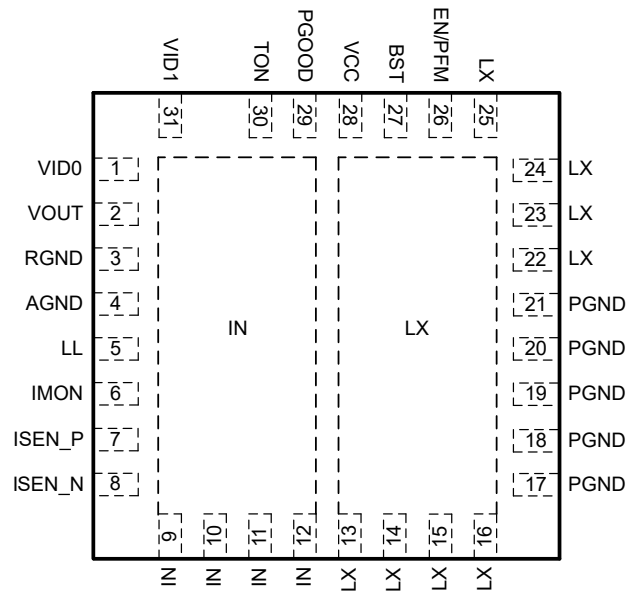 VID1
TON
PGOOD
VCC
BST
EN/PFM
LX
31
30
29
28
27
26
25
VID0 1
VOUT 2
RGND 3
AGND 4
LL 5
IMON 6
ISEN_P 7
ISEN_N 8
IN
LX
24 LX
23 LX
22 LX
21 PGND
20 PGND
19 PGND
18 PGND
17 PGND
9
10
11
12
13
14
15
16
IN
IN
IN
IN
LX
LX
LX
LX